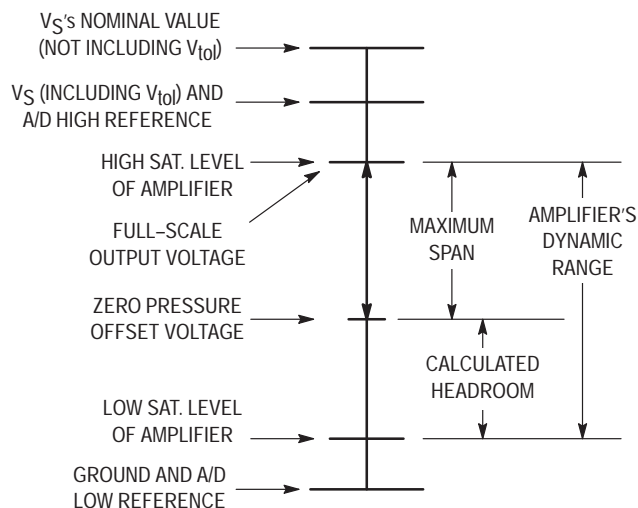 VS's NOMINAL VALUE
(NOT INCLUDING Vtol)
VS (INCLUDING Vtol) AND
A/D HIGH REFERENCE
HIGH SAT. LEVEL
OF AMPLIFIER
FULL–SCALE
OUTPUT VOLTAGE
ZERO PRESSURE
OFFSET VOLTAGE
LOW SAT. LEVEL
OF AMPLIFIER
GROUND AND A/D
LOW REFERENCE
MAXIMUM
SPAN
CALCULATED
HEADROOM
AMPLIFIER'S
DYNAMIC
RANGE